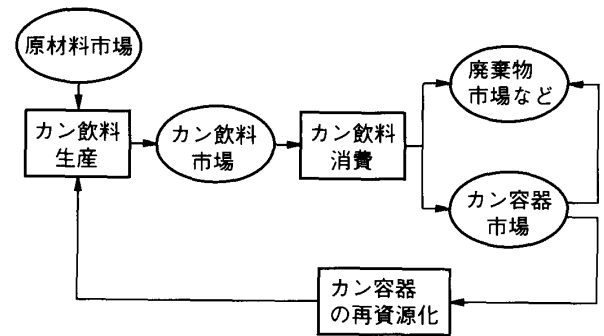 原材料市場
カン飲料
生産
カン飲料
市場
カン飲料
消費
廃棄物
市場など
カン容器
市場
カン容器
の再資源化